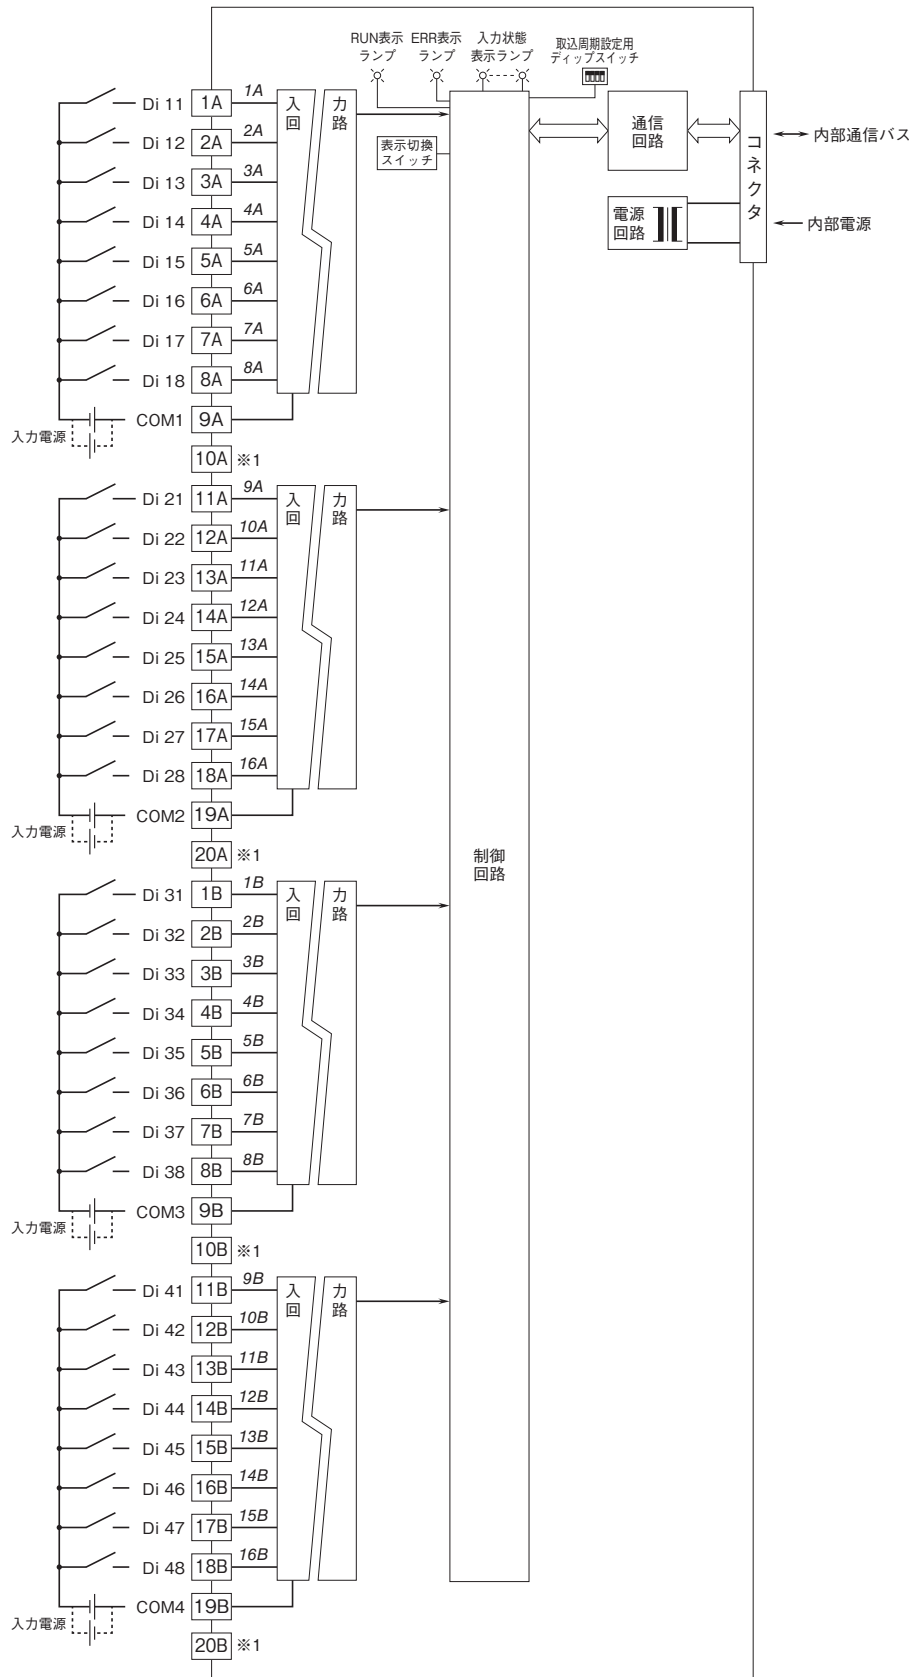 RUN表示
ランプ
ERR表示
ランプ
入力状態
表示ランプ
取込周期設定用
ディップスイッチ
表示切換
スイッチ
通信
回路
コネクタ
内部通信バス
電源
回路
内部電源
制御
回路
Di 11 1A 1A
入 力
回 路
Di 12 2A 2A
Di 13 3A 3A
Di 14 4A 4A
Di 15 5A 5A
Di 16 6A 6A
Di 17 7A 7A
Di 18 8A 8A
COM1 9A
入力電源
10A ※1
Di 21 11A 9A
入 力
回 路
Di 22 12A 10A
Di 23 13A 11A
Di 24 14A 12A
Di 25 15A 13A
Di 26 16A 14A
Di 27 17A 15A
Di 28 18A 16A
COM2 19A
入力電源
20A ※1
Di 31 1B 1B
入 力
回 路
Di 32 2B 2B
Di 33 3B 3B
Di 34 4B 4B
Di 35 5B 5B
Di 36 6B 6B
Di 37 7B 7B
Di 38 8B 8B
COM3 9B
入力電源
10B ※1
Di 41 11B 9B
入 力
回 路
Di 42 12B 10B
Di 43 13B 11B
Di 44 14B 12B
Di 45 15B 13B
Di 46 16B 14B
Di 47 17B 15B
Di 48 18B 16B
COM4 19B
入力電源
20B ※1